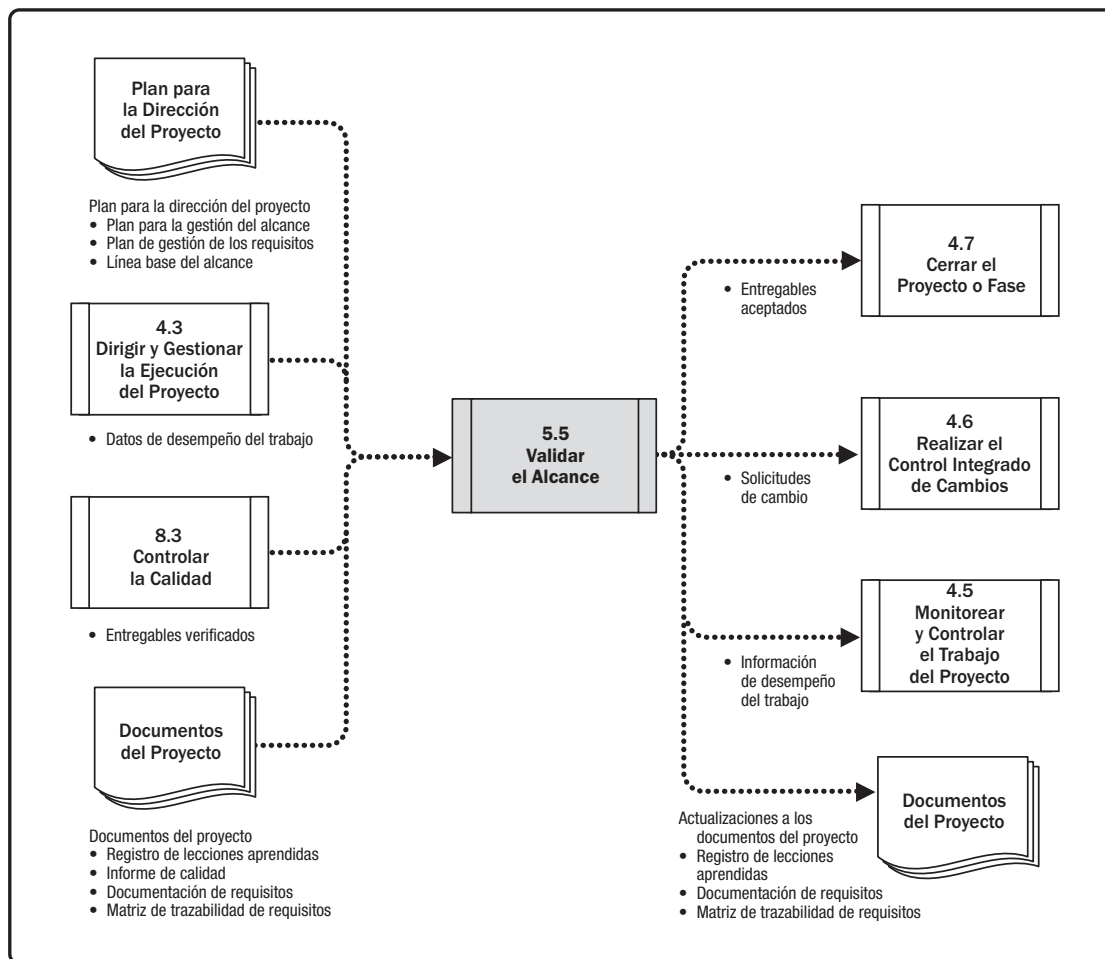 Plan para
la Dirección
del Proyecto
Plan para la dirección del proyecto
• Plan para la gestión del alcance
• Plan de gestión de los requisitos
• Línea base del alcance
4.3
Dirigir y Gestionar
la Ejecución
del Proyecto
• Datos de desempeño del trabajo
8.3
Controlar
la Calidad
• Entregables verificados
Documentos
del Proyecto
Documentos del proyecto
• Registro de lecciones aprendidas
• Informe de calidad
• Documentación de requisitos
• Matriz de trazabilidad de requisitos
5.5
Validar
el Alcance
• Entregables
aceptados
4.7
Cerrar el
Proyecto o Fase
• Solicitudes
de cambio
4.6
Realizar el
Control Integrado
de Cambios
• Información
de desempeño
del trabajo
4.5
Monitorear
y Controlar
el Trabajo
del Proyecto
Actualizaciones a los
documentos del proyecto
• Registro de lecciones
aprendidas
• Documentación de requisitos
• Matriz de trazabilidad de requisitos
Documentos
del Proyecto